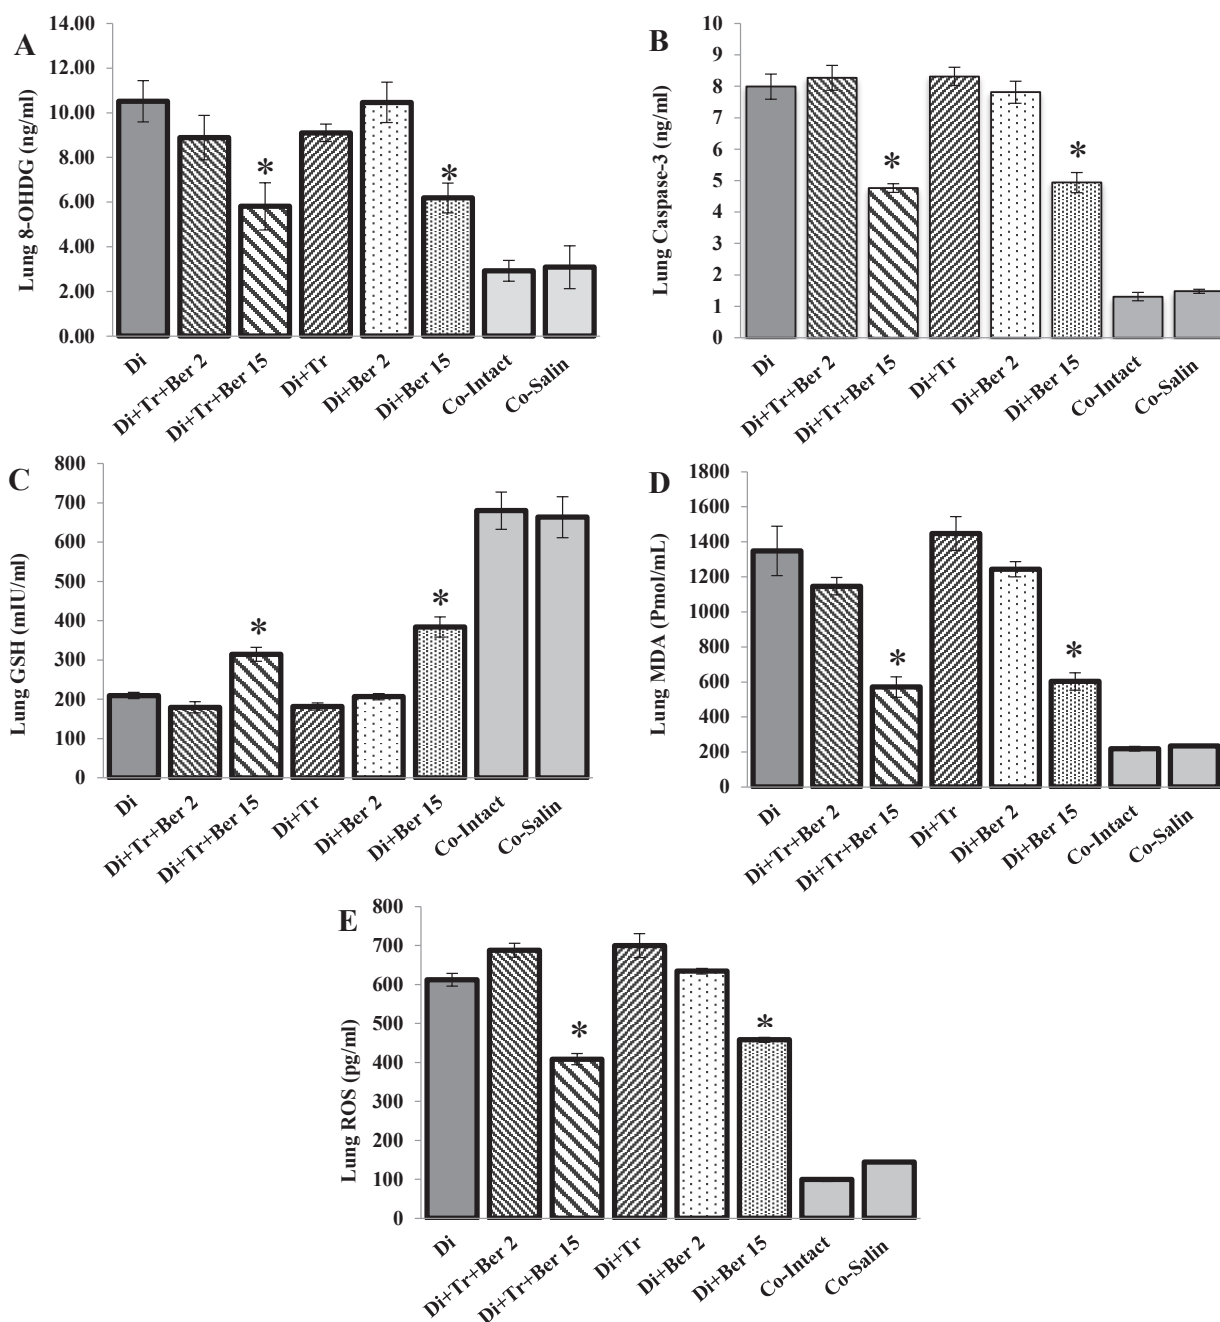 A
Lung 8-OHDG (ng/ml)
14.00
12.00
10.00
8.00
6.00
4.00
2.00
0.00
*
*
Di
Di+Tr+Ber 2
Di+Tr+Ber 15
Di+Tr
Di+Ber 2
Di+Ber 15
Co-Intact
Co-Salin
B
Lung Caspase-3 (ng/ml)
10
9
8
7
6
5
4
3
2
1
0
*
*
Di
Di+Tr+Ber 2
Di+Tr+Ber 15
Di+Tr
Di+Ber 2
Di+Ber 15
Co-Intact
Co-Salin
C
Lung GSH (mIU/ml)
800
700
600
500
400
300
200
100
0
*
*
Di
Di+Tr+Ber 2
Di+Tr+Ber 15
Di+Tr
Di+Ber 2
Di+Ber 15
Co-Intact
Co-Salin
D
Lung MDA (Pmol/mL)
1800
1600
1400
1200
1000
800
600
400
200
0
*
*
Di
Di+Tr+Ber 2
Di+Tr+Ber 15
Di+Tr
Di+Ber 2
Di+Ber 15
Co-Intact
Co-Salin
E
Lung ROS (pg/ml)
800
700
600
500
400
300
200
100
0
*
*
Di
Di+Tr+Ber 2
Di+Tr+Ber 15
Di+Tr
Di+Ber 2
Di+Ber 15
Co-Intact
Co-Salin